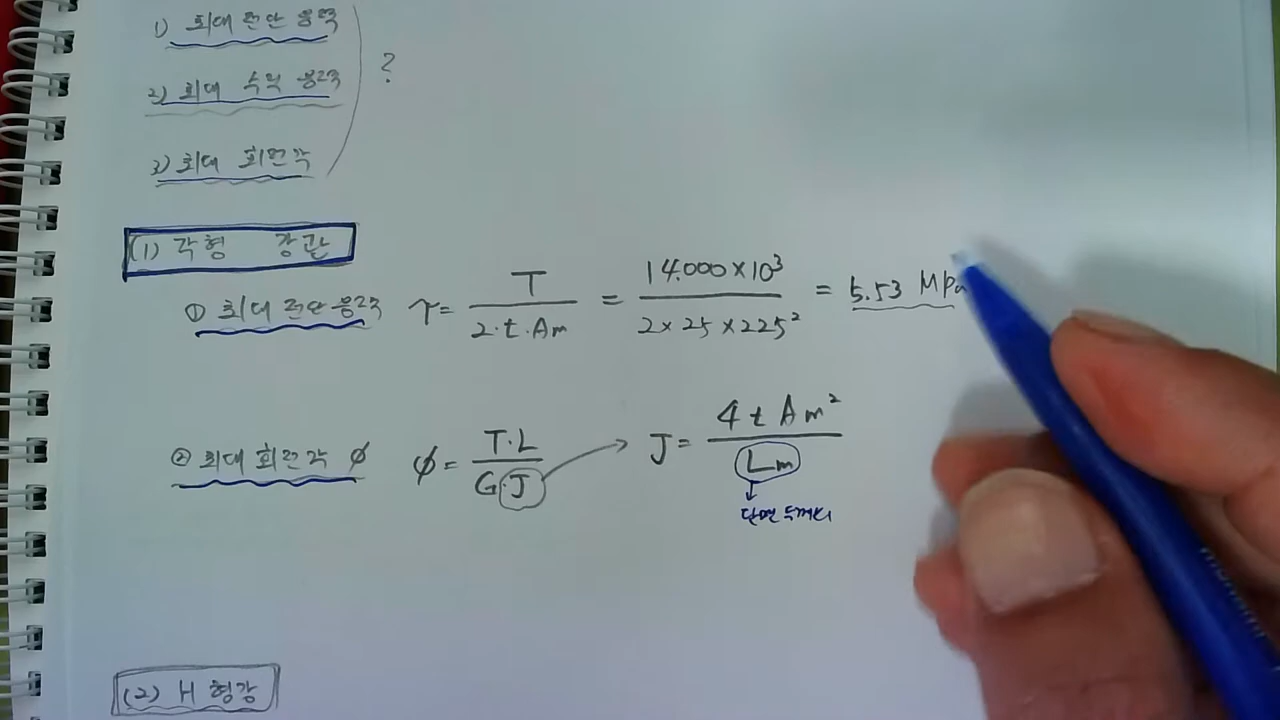 1) 최대 전단 응력
2) 최대 수직 응력
?
3) 최대 회전각
(1) 각형 강관
① 최대 전단 응력 τ = T / 2·t·Am = 14.000×10³ / 2×25×225² = 5.53 MPa
② 최대 회전각 ϕ ϕ = T·L / G·J → J = 4tAm² / Lm
단면 두께
(2) H 형강